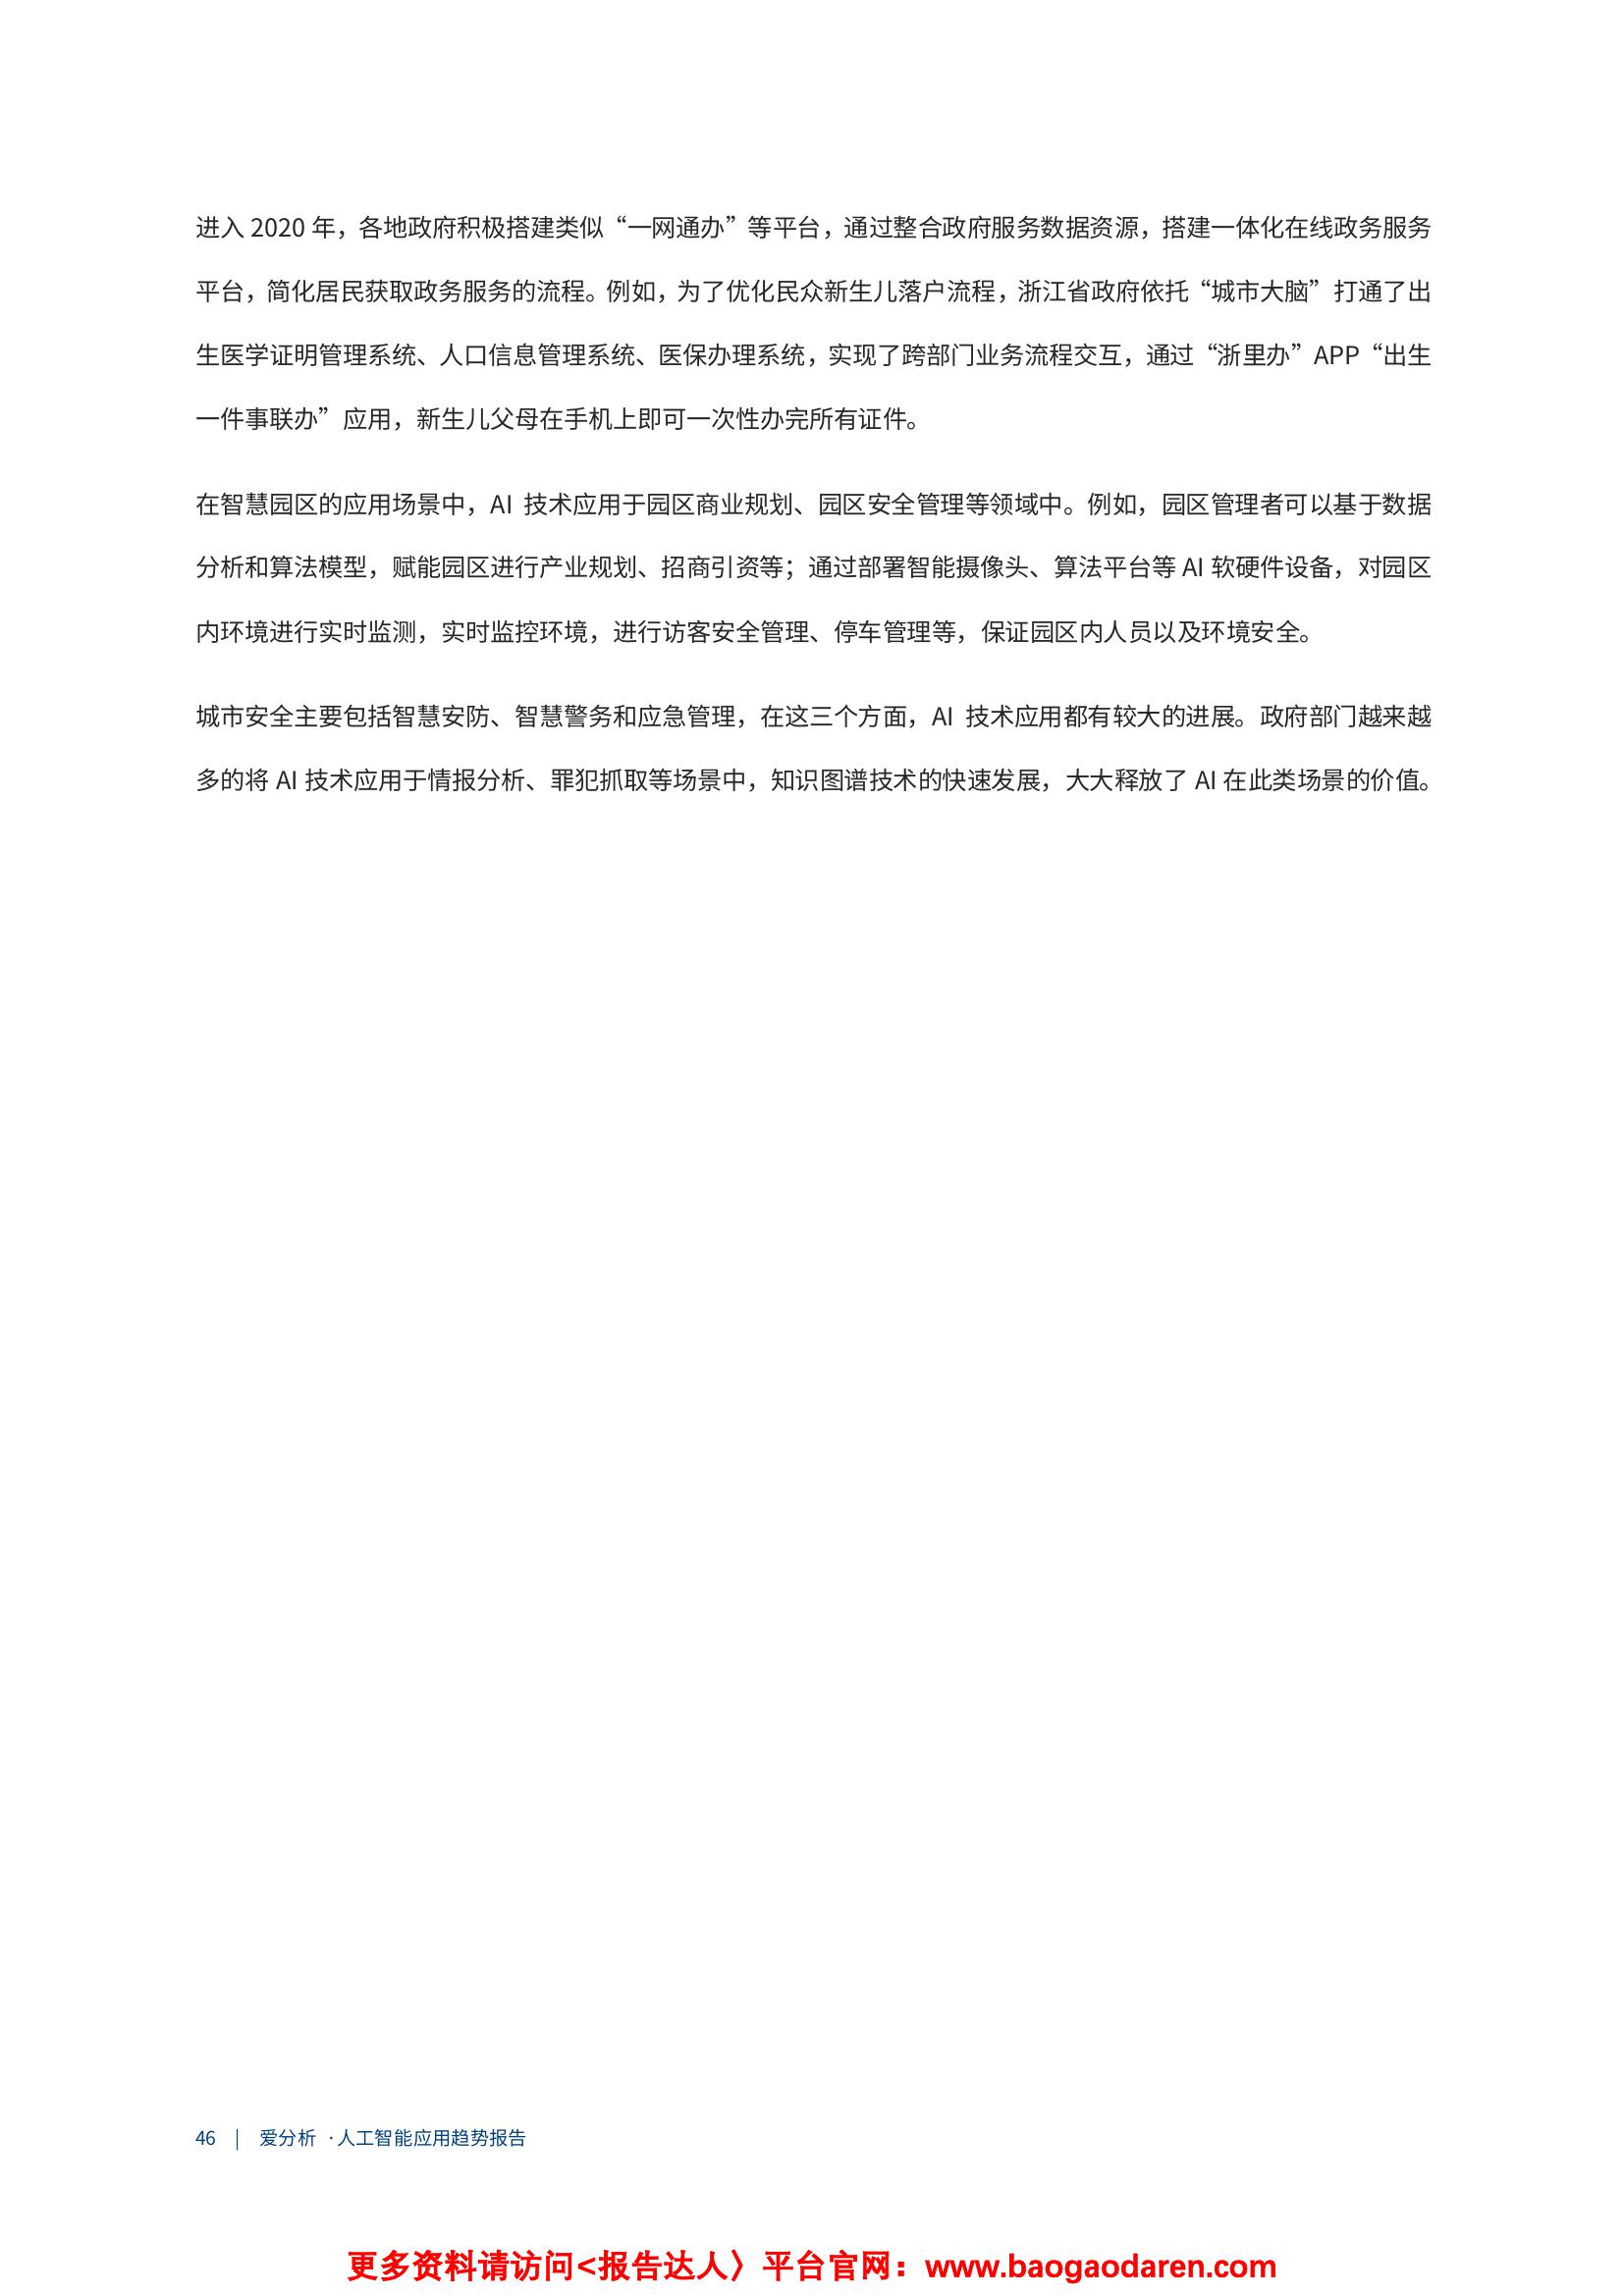 进入 2020 年，各地政府积极搭建类似“一网通办”等平台，通过整合政府服务数据资源，搭建一体化在线政务服务
平台，简化居民获取政务服务的流程。例如，为了优化民众新生儿落户流程，浙江省政府依托“城市大脑”打通了出
生医学证明管理系统、人口信息管理系统、医保办理系统，实现了跨部门业务流程交互，通过“浙里办”APP“出生
一件事联办”应用，新生儿父母在手机上即可一次性办完所有证件。
在智慧园区的应用场景中，AI 技术应用于园区商业规划、园区安全管理等领域中。例如，园区管理者可以基于数据
分析和算法模型，赋能园区进行产业规划、招商引资等；通过部署智能摄像头、算法平台等 AI 软硬件设备，对园区
内环境进行实时监测，实时监控环境，进行访客安全管理、停车管理等，保证园区内人员以及环境安全。
城市安全主要包括智慧安防、智慧警务和应急管理，在这三个方面，AI 技术应用都有较大的进展。政府部门越来越
多的将 AI 技术应用于情报分析、罪犯抓取等场景中，知识图谱技术的快速发展，大大释放了 AI 在此类场景的价值。
46 | 爱分析 ·人工智能应用趋势报告
更多资料请访问<报告达人〉平台官网：www.baogaodaren.com